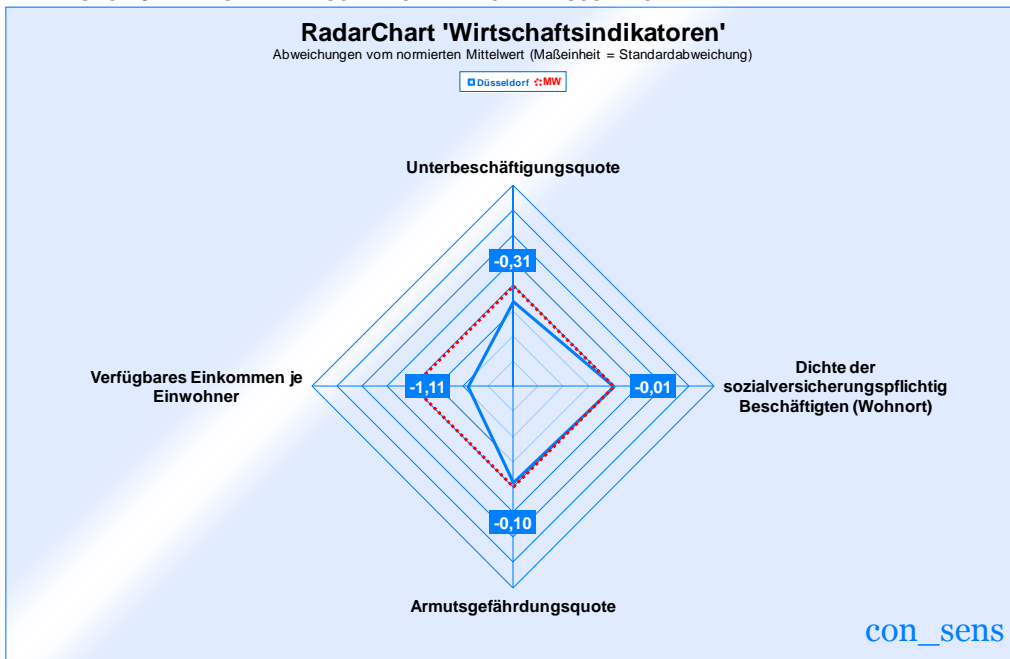 RadarChart 'Wirtschaftsindikatoren'
Abweichungen vom normierten Mittelwert (Maßeinheit = Standardabweichung)
Düsseldorf MW
Unterbeschäftigungsquote
-0,31
Verfügbares Einkommen je
Einwohner
-1,11
-0,01
Dichte der
sozialversicherungspflichtig
Beschäftigten (Wohnort)
-0,10
Armutsgefährdungsquote
con_sens